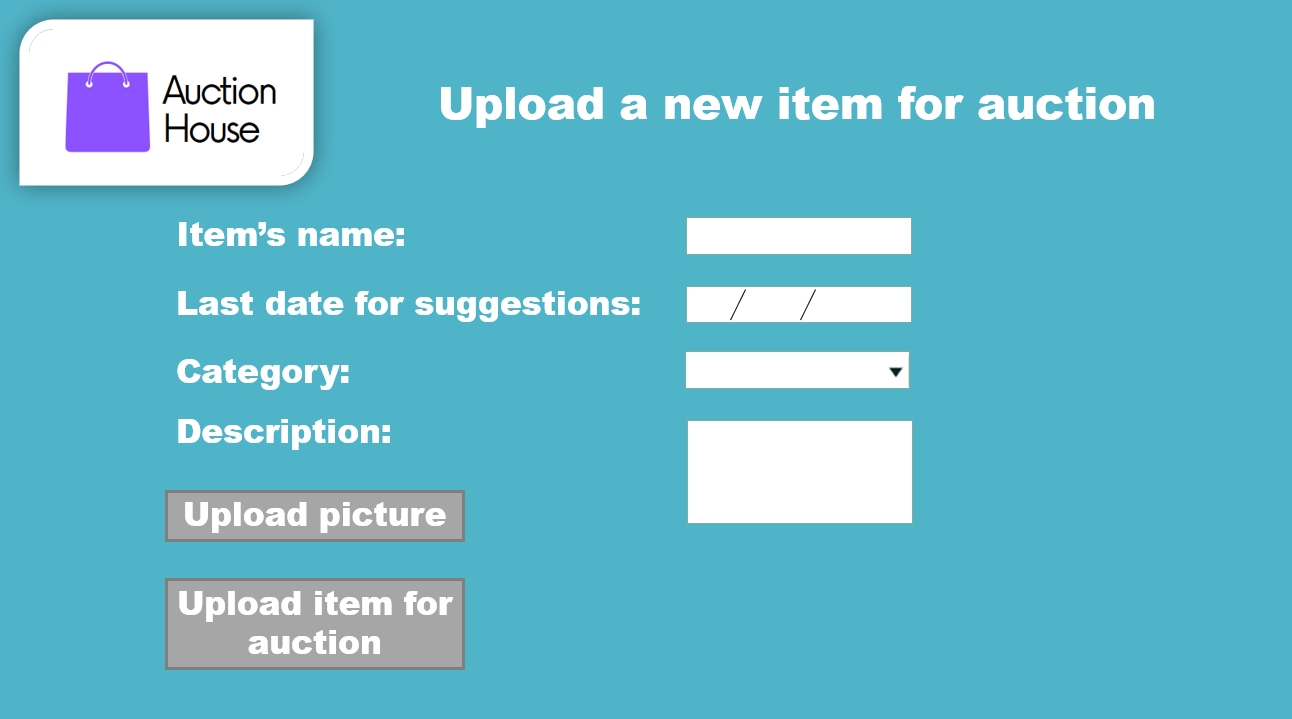 Auction
House
Upload a new item for auction
Item’s name:
Last date for suggestions:
/ /
Category:
Description:
Upload picture
Upload item for
auction